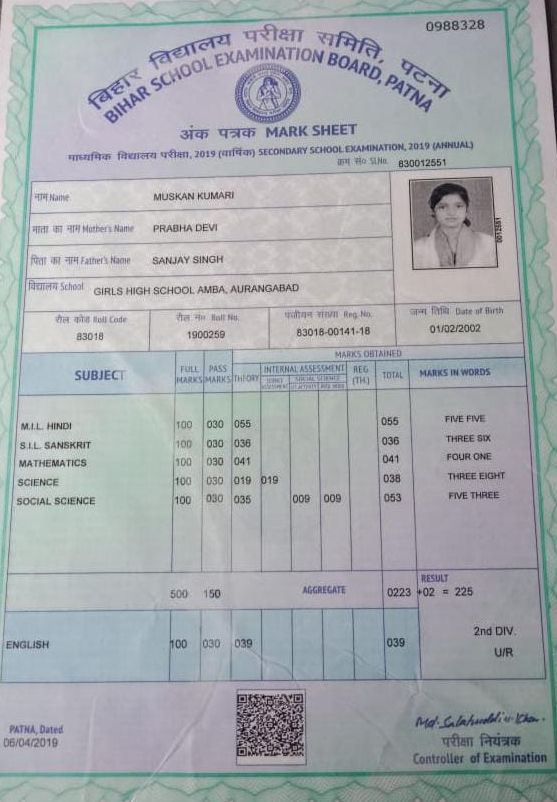 0988328
बिहार विद्यालय परीक्षा समिति, पटना
BIHAR SCHOOL EXAMINATION BOARD, PATNA
अंक पत्रक MARK SHEET
माध्यमिक विद्यालय परीक्षा, 2019 (वार्षिक) SECONDARY SCHOOL EXAMINATION, 2019 (ANNUAL)
क्रम सं० SI.No. 830012551
नाम Name MUSKAN KUMARI
माता का नाम Mother's Name PRABHA DEVI
पिता का नाम Father's Name SANJAY SINGH
विद्यालय School GIRLS HIGH SCHOOL AMBA, AURANGABAD
रौल कोड Roll Code रौल नं० Roll No. पंजीयन संख्या Reg. No. जन्म तिथि Date of Birth
83018 1900259 83018-00141-18 01/02/2002
MARKS OBTAINED
SUBJECT FULL MARKS PASS MARKS THEORY INTERNAL ASSESSMENT REG (TH.) TOTAL MARKS IN WORDS
SOCIAL SCIENCE
M.I.L. HINDI 100 030 055 055 FIVE FIVE
S.I.L. SANSKRIT 100 030 036 036 THREE SIX
MATHEMATICS 100 030 041 041 FOUR ONE
SCIENCE 100 030 019 019 038 THREE EIGHT
SOCIAL SCIENCE 100 030 035 009 009 053 FIVE THREE
RESULT
500 150 AGGREGATE 0223 +02 = 225
2nd DIV.
ENGLISH 100 030 039 039
U/R
PATNA, Dated
06/04/2019
Md. Salahuddin Khan.
परीक्षा नियंत्रक
Controller of Examination